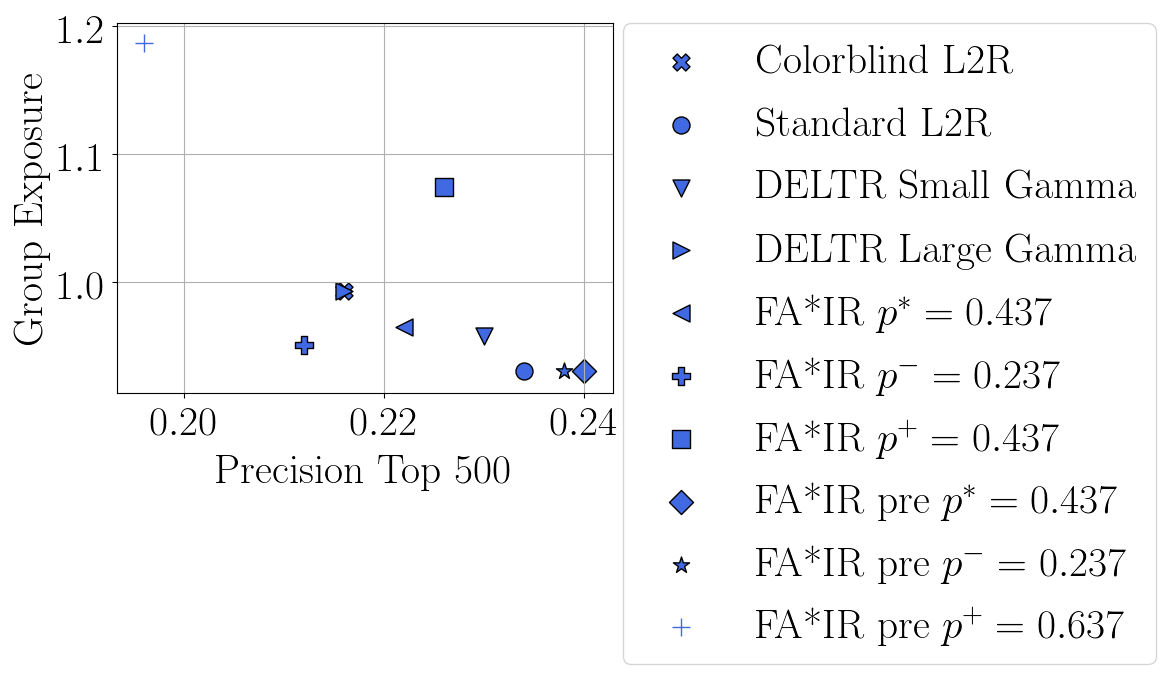 1.2
1.1
1.0
Group Exposure
0.20 0.22 0.24
Precision Top 500
Colorblind L2R
Standard L2R
DELTR Small Gamma
DELTR Large Gamma
FA*IR p* = 0.437
FA*IR p⁻ = 0.237
FA*IR p⁺ = 0.437
FA*IR pre p* = 0.437
FA*IR pre p⁻ = 0.237
FA*IR pre p⁺ = 0.637